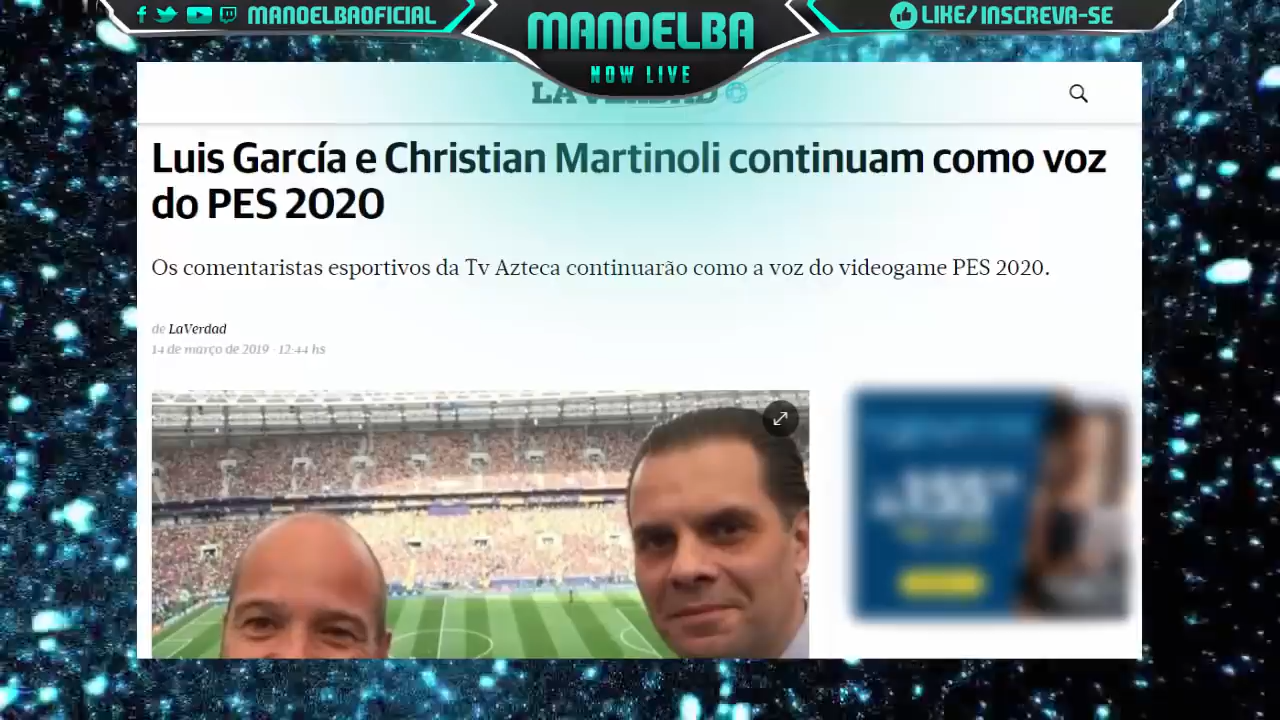 MANOELBAOFICIAL
MANOELBA
NOW LIVE
LIKE/INSCREVA-SE
LA VERDAD
Luis García e Christian Martinoli continuam como voz
do PES 2020
Os comentaristas esportivos da Tv Azteca continuarão como a voz do videogame PES 2020.
de LaVerdad
14 de março de 2019 · 12:44 hs